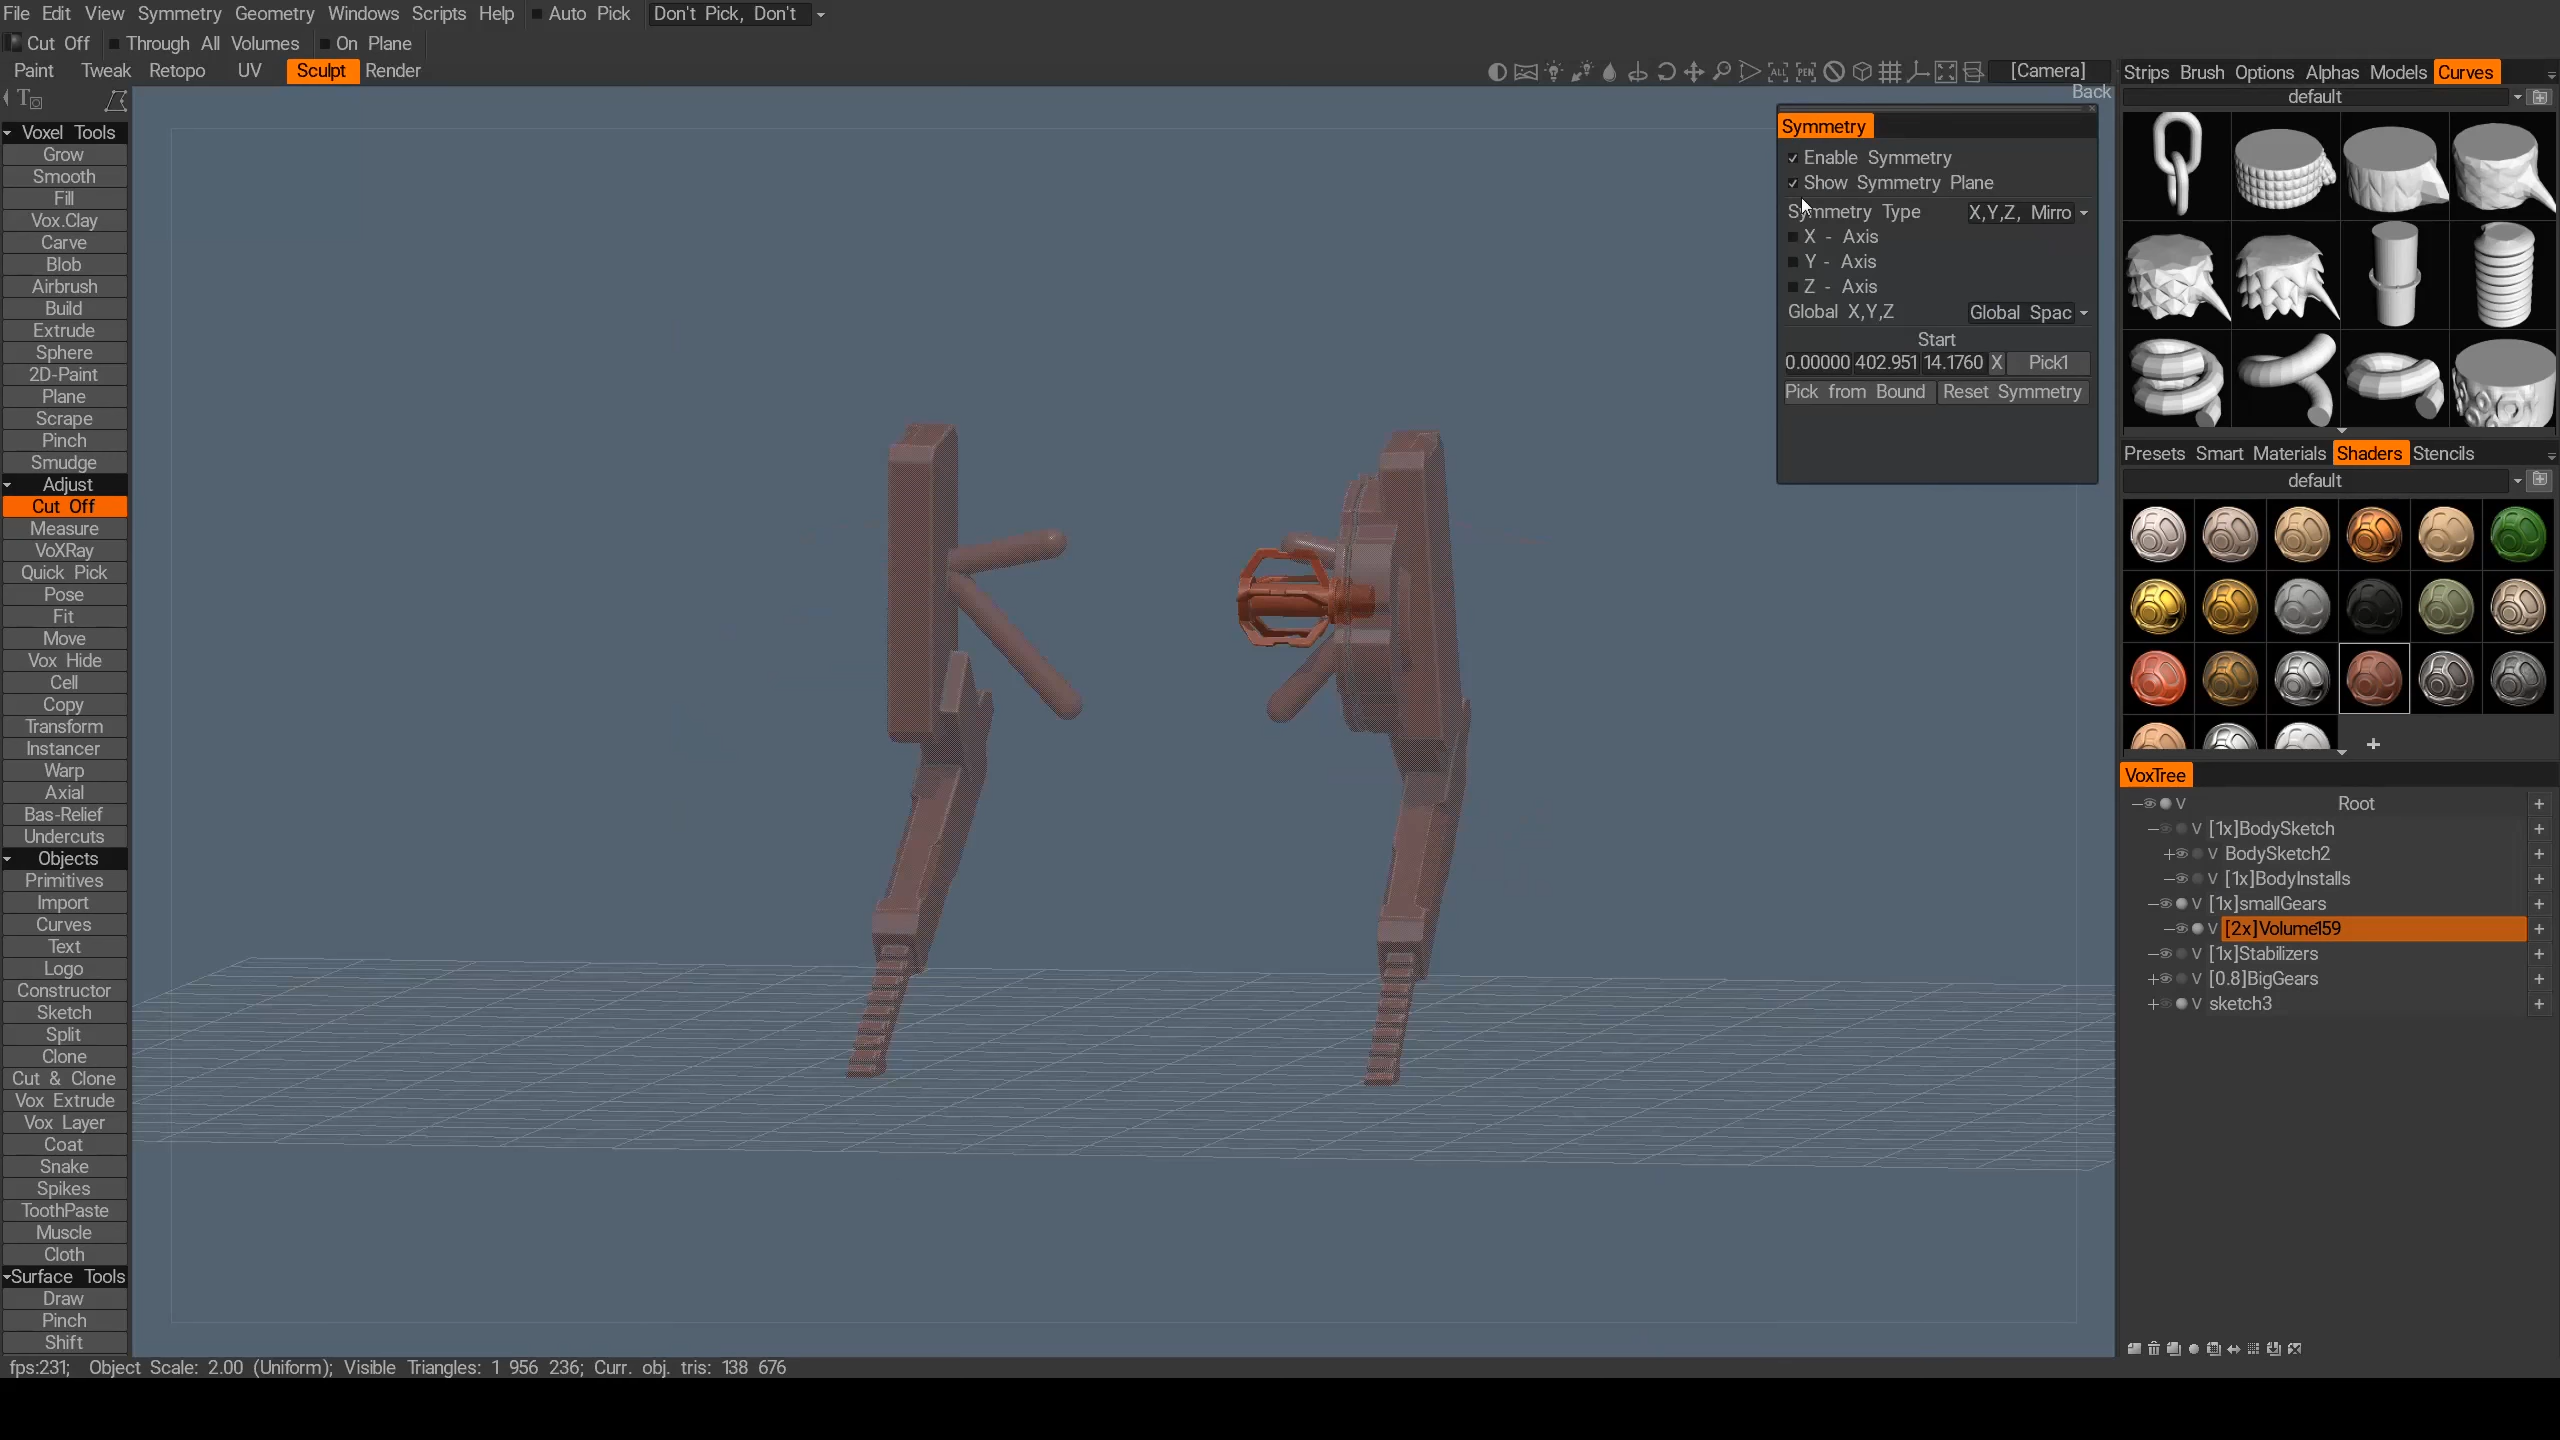 File Edit View Symmetry Geometry Windows Scripts Help Auto Pick Don't Pick, Don't
Cut Off Through All Volumes On Plane
Paint Tweak Retopo UV Sculpt Render
[Camera]
Back
Voxel Tools
Grow
Smooth
Fill
Vox.Clay
Carve
Blob
Airbrush
Build
Extrude
Sphere
2D-Paint
Plane
Scrape
Pinch
Smudge
Adjust
Cut Off
Measure
VoXRay
Quick Pick
Pose
Fit
Move
Vox Hide
Cell
Copy
Transform
Instancer
Warp
Axial
Bas-Relief
Undercuts
Objects
Primitives
Import
Curves
Text
Logo
Constructor
Sketch
Split
Clone
Cut & Clone
Vox Extrude
Vox Layer
Coat
Snake
Spikes
ToothPaste
Muscle
Cloth
Surface Tools
Draw
Pinch
Shift
Symmetry
Enable Symmetry
Show Symmetry Plane
Symmetry Type X,Y,Z, Mirro
X - Axis
Y - Axis
Z - Axis
Global X,Y,Z Global Spac
Start
0.00000 402.951 14.1760 X Pick1
Pick from Bound Reset Symmetry
Strips Brush Options Alphas Models Curves
default
Presets Smart Materials Shaders Stencils
default
VoxTree
V Root
V [1x]BodySketch
V BodySketch2
V [1x]BodyInstalls
V [1x]smallGears
V [2x]Volume159
V [1x]Stabilizers
V [0.8]BigGears
V sketch3
fps:231; Object Scale: 2.00 (Uniform); Visible Triangles: 1 956 236; Curr. obj. tris: 138 676